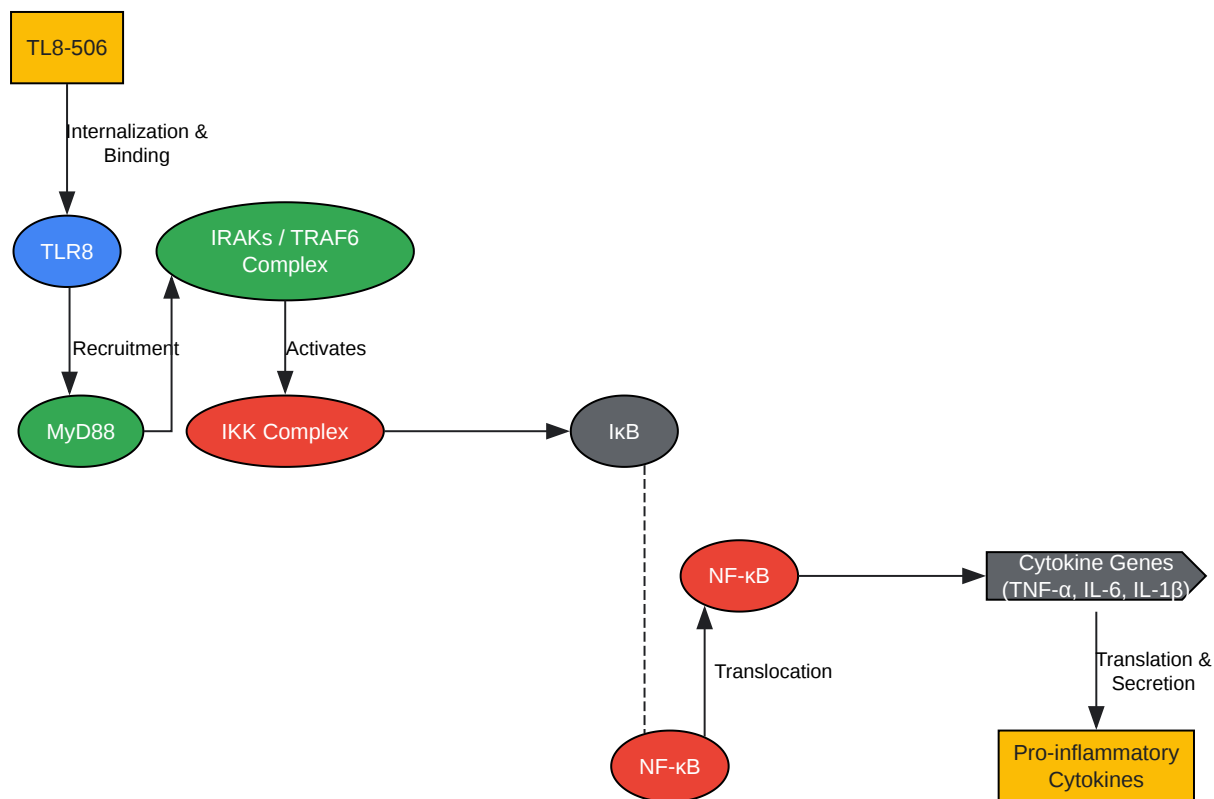 TL8-506
Internalization &
Binding
TLR8
IRAKs / TRAF6
Complex
Recruitment
Activates
MyD88
IKK Complex
IκB
NF-κB
Cytokine Genes
(TNF-α, IL-6, IL-1β)
Translocation
Translation &
Secretion
NF-κB
Pro-inflammatory
Cytokines